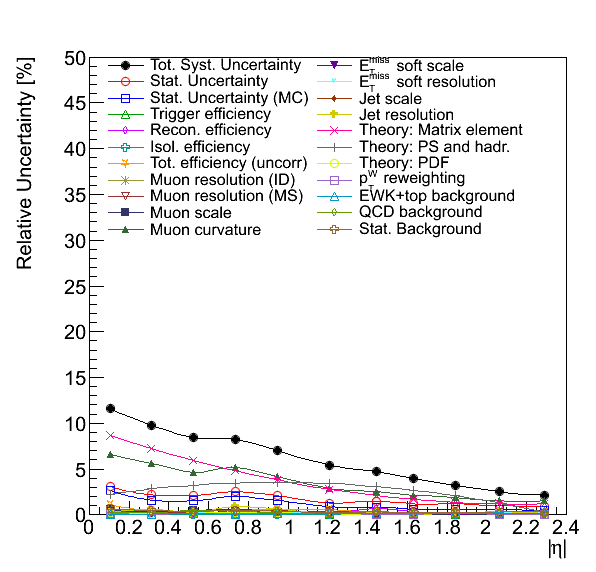 Relative Uncertainty [%]
50
45
40
35
30
25
20
15
10
5
0
Tot. Syst. Uncertainty
Stat. Uncertainty
Stat. Uncertainty (MC)
Trigger efficiency
Recon. efficiency
Isol. efficiency
Tot. efficiency (uncorr)
Muon resolution (ID)
Muon resolution (MS)
Muon scale
Muon curvature
E_T^miss soft scale
E_T^miss soft resolution
Jet scale
Jet resolution
Theory: Matrix element
Theory: PS and hadr.
Theory: PDF
p_T^W reweighting
EWK+top background
QCD background
Stat. Background
0 0.2 0.4 0.6 0.8 1 1.2 1.4 1.6 1.8 2 2.2 2.4
|η|